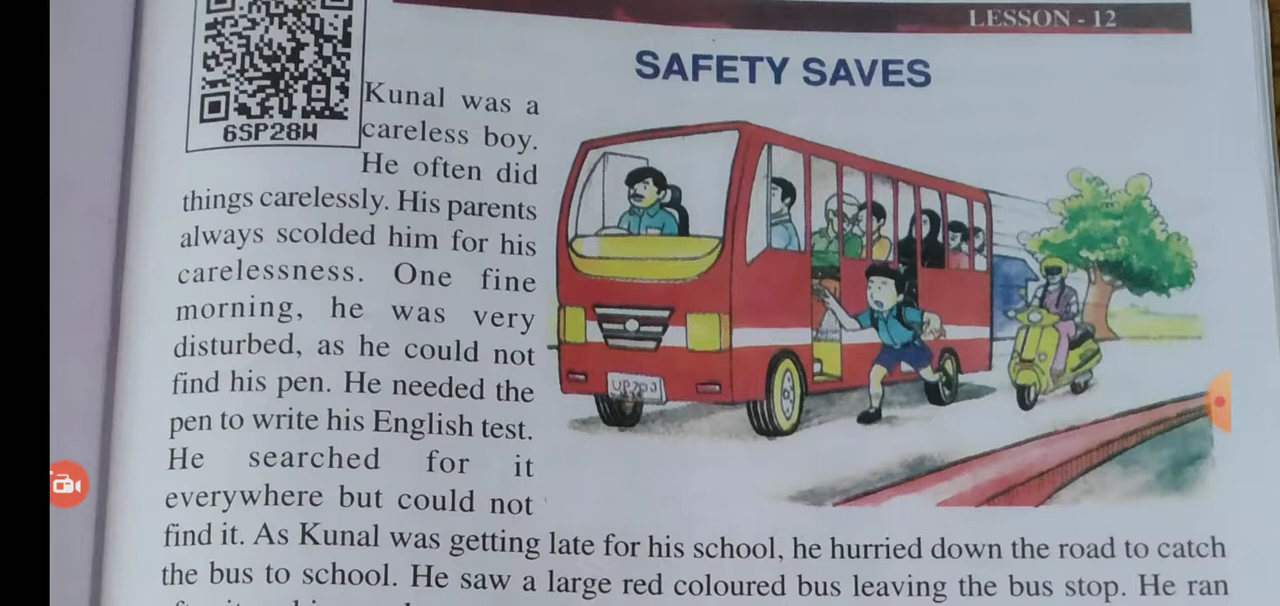 LESSON - 12
SAFETY SAVES
6SP28W
Kunal was a
careless boy.
He often did
things carelessly. His parents
always scolded him for his
carelessness. One fine
morning, he was very
disturbed, as he could not
find his pen. He needed the
pen to write his English test.
He searched for it
everywhere but could not
find it. As Kunal was getting late for his school, he hurried down the road to catch
the bus to school. He saw a large red coloured bus leaving the bus stop. He ran